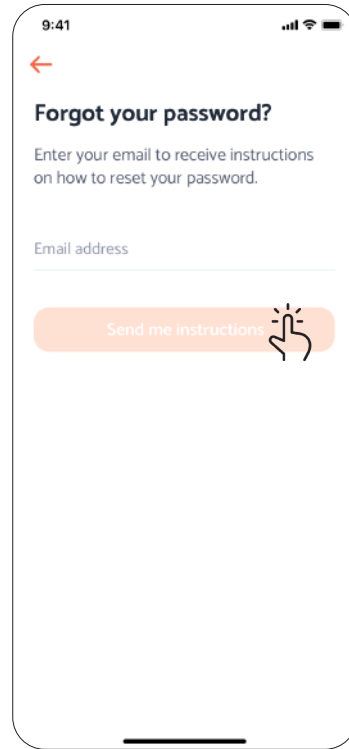 9:41
Forgot your password?
Enter your email to receive instructions
on how to reset your password.
Email address
Send me instructions